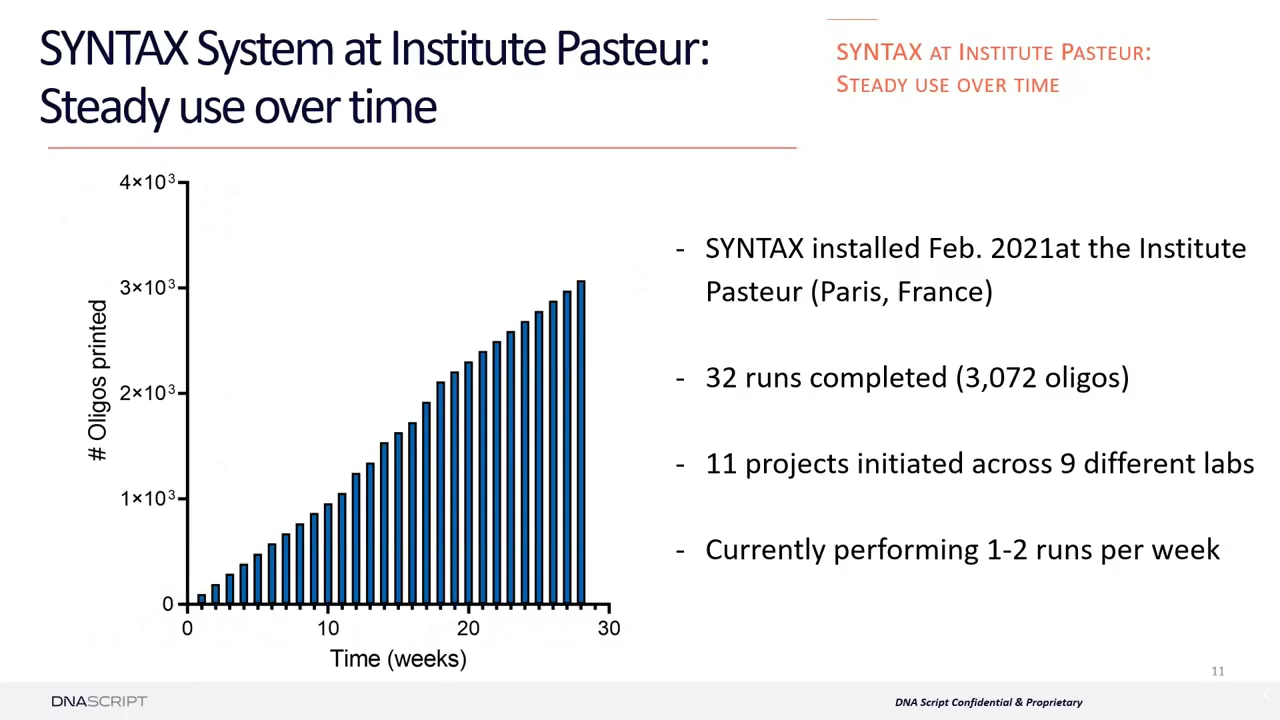 SYNTAX System at Institute Pasteur:
Steady use over time
SYNTAX AT INSTITUTE PASTEUR:
STEADY USE OVER TIME
4×10³
3×10³
2×10³
1×10³
0
# Oligos printed
0
10
20
30
Time (weeks)
- SYNTAX installed Feb. 2021at the Institute
Pasteur (Paris, France)
- 32 runs completed (3,072 oligos)
- 11 projects initiated across 9 different labs
- Currently performing 1-2 runs per week
11
DNASCRIPT
DNA Script Confidential & Proprietary